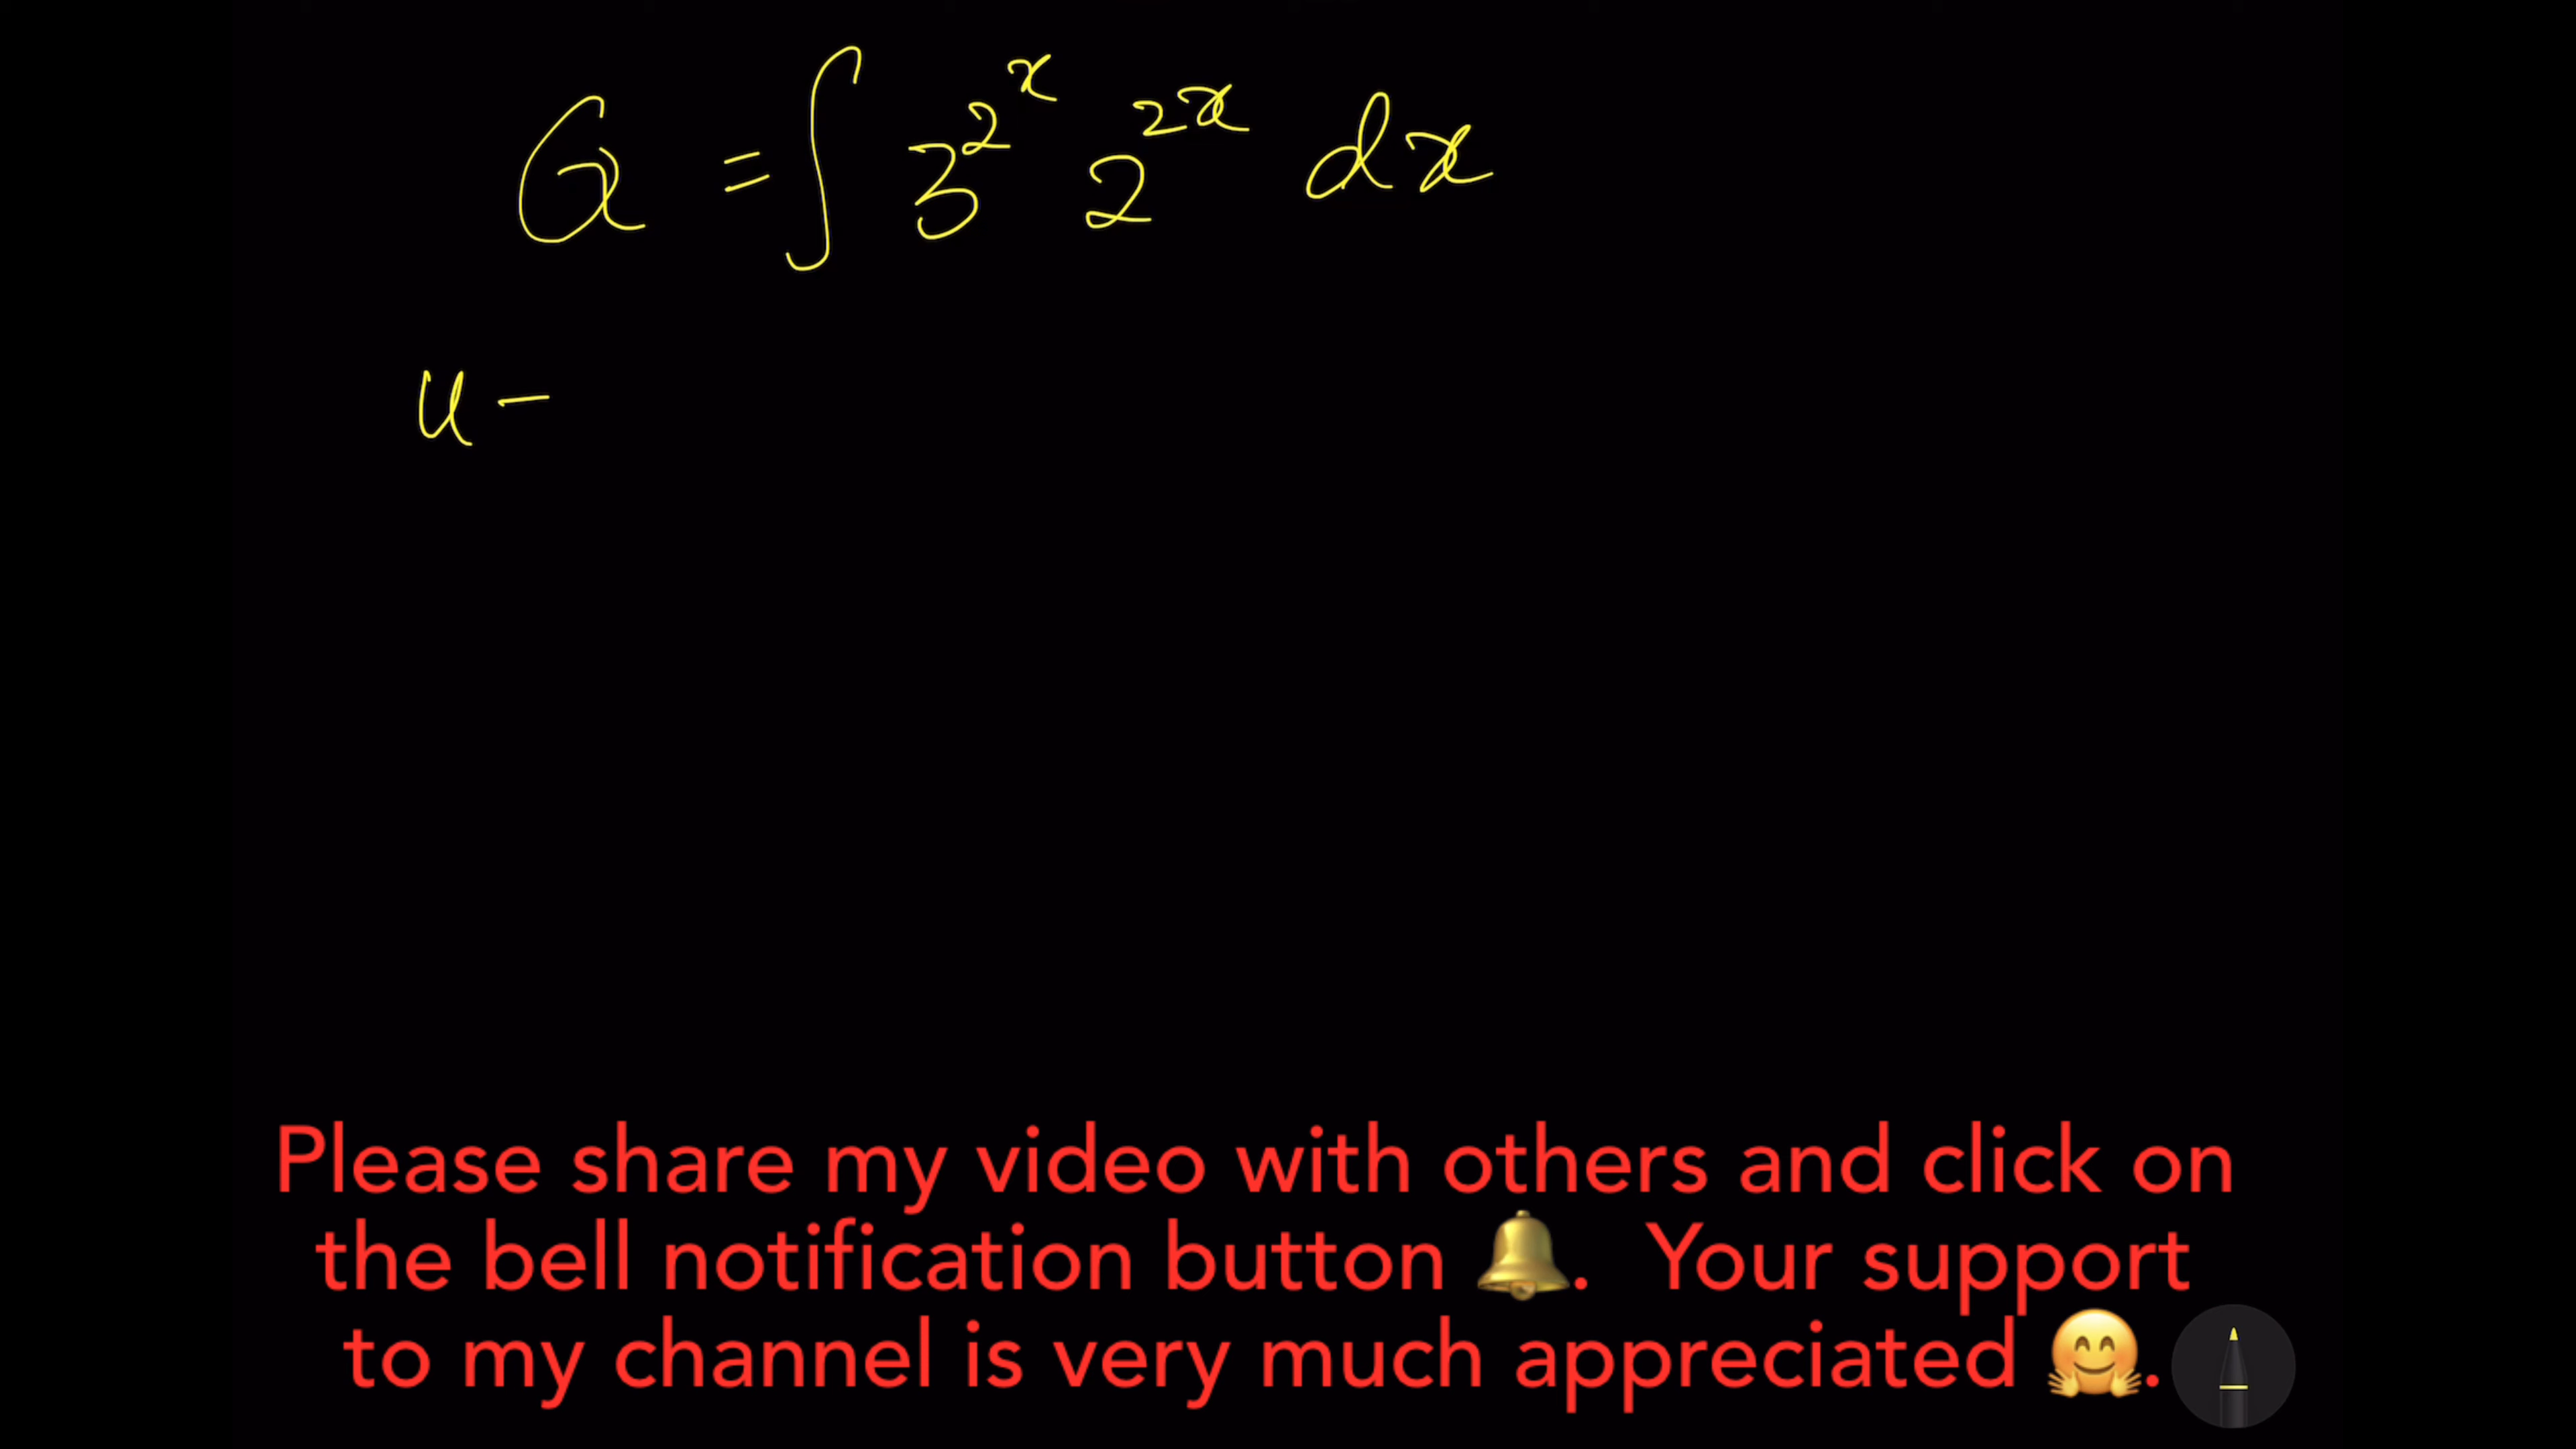 Q = ∫ 3^2^x 2^2x dx
u -
Please share my video with others and click on
the bell notification button 🔔. Your support
to my channel is very much appreciated 🤗.